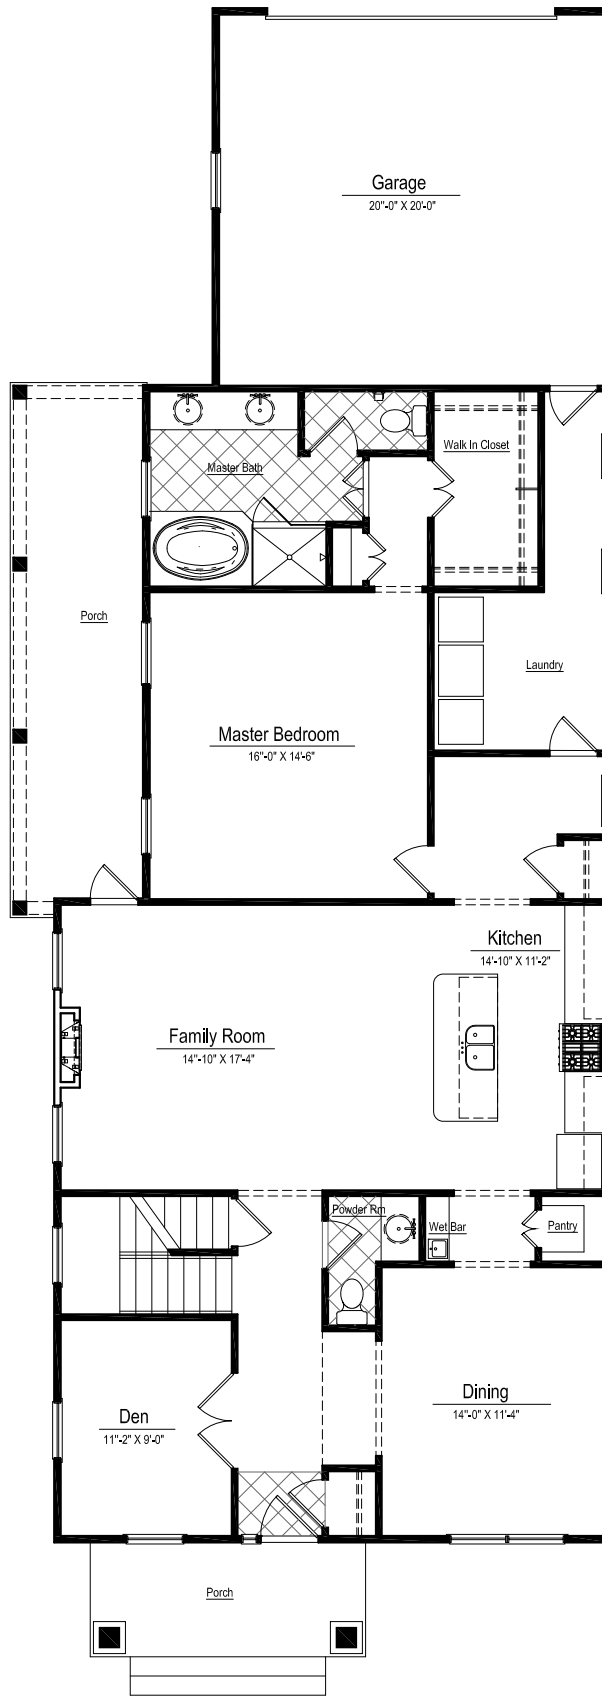 Garage
20"-0" X 20'-0"
Walk In Closet
Master Bath
Porch
Laundry
Master Bedroom
16"-0" X 14'-6"
Kitchen
14'-10" X 11'-2"
Family Room
14"-10" X 17'-4"
Powder Rm
Wet Bar
Pantry
Dining
14"-0" X 11'-4"
Den
11"-2" X 9'-0"
Porch